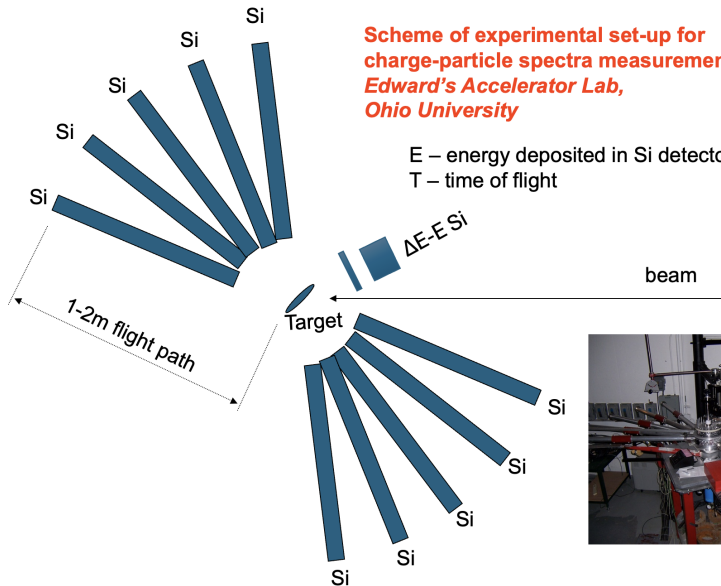 Si
Si
Si
Si
Si
Scheme of experimental set-up for
charge-particle spectra measuremen
Edward's Accelerator Lab,
Ohio University
E – energy deposited in Si detecto
T – time of flight
ΔE-E Si
beam
1-2m flight path
Target
Si
Si
Si
Si
Si